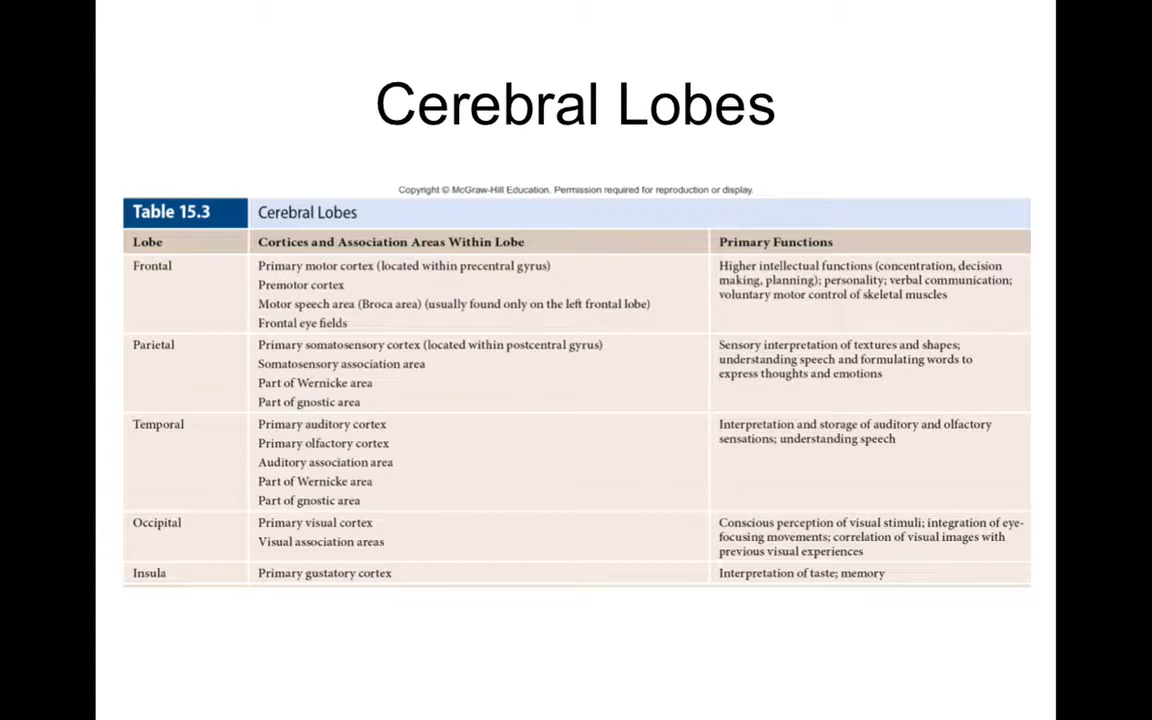 Cerebral Lobes
Copyright © McGraw-Hill Education. Permission required for reproduction or display.
Table 15.3 Cerebral Lobes
Lobe Cortices and Association Areas Within Lobe Primary Functions
Frontal
Primary motor cortex (located within precentral gyrus)
Premotor cortex
Motor speech area (Broca area) (usually found only on the left frontal lobe)
Frontal eye fields
Higher intellectual functions (concentration, decision
making, planning); personality; verbal communication;
voluntary motor control of skeletal muscles
Parietal
Primary somatosensory cortex (located within postcentral gyrus)
Somatosensory association area
Part of Wernicke area
Part of gnostic area
Sensory interpretation of textures and shapes;
understanding speech and formulating words to
express thoughts and emotions
Temporal
Primary auditory cortex
Primary olfactory cortex
Auditory association area
Part of Wernicke area
Part of gnostic area
Interpretation and storage of auditory and olfactory
sensations; understanding speech
Occipital
Primary visual cortex
Visual association areas
Conscious perception of visual stimuli; integration of eye-
focusing movements; correlation of visual images with
previous visual experiences
Insula
Primary gustatory cortex
Interpretation of taste; memory